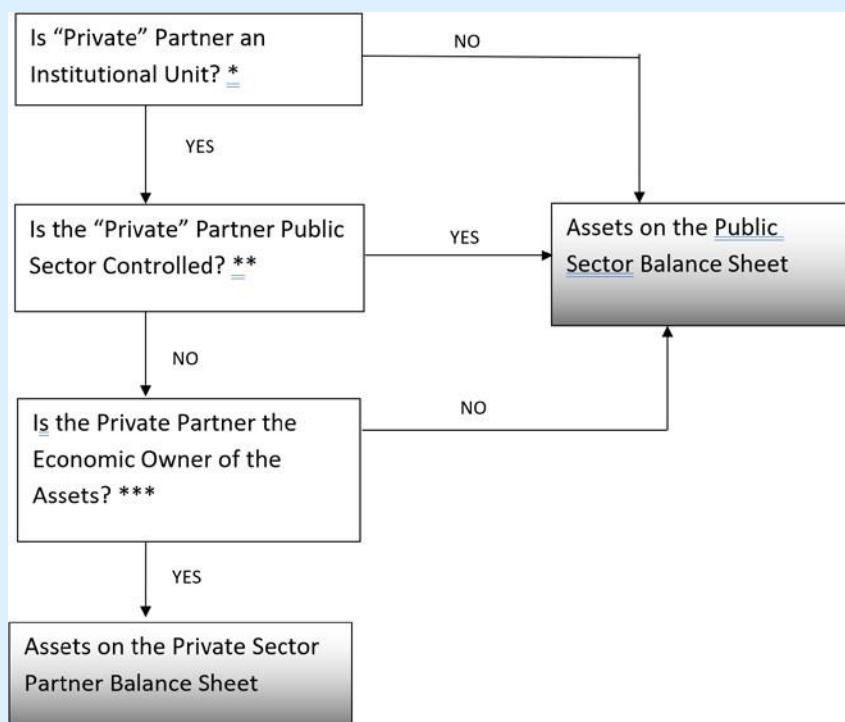 Is “Private” Partner an
Institutional Unit? *
NO
YES
Is the “Private” Partner Public
Sector Controlled? **
YES
Assets on the Public
Sector Balance Sheet
NO
Is the Private Partner the
Economic Owner of the
Assets? ***
NO
YES
Assets on the Private Sector
Partner Balance Sheet